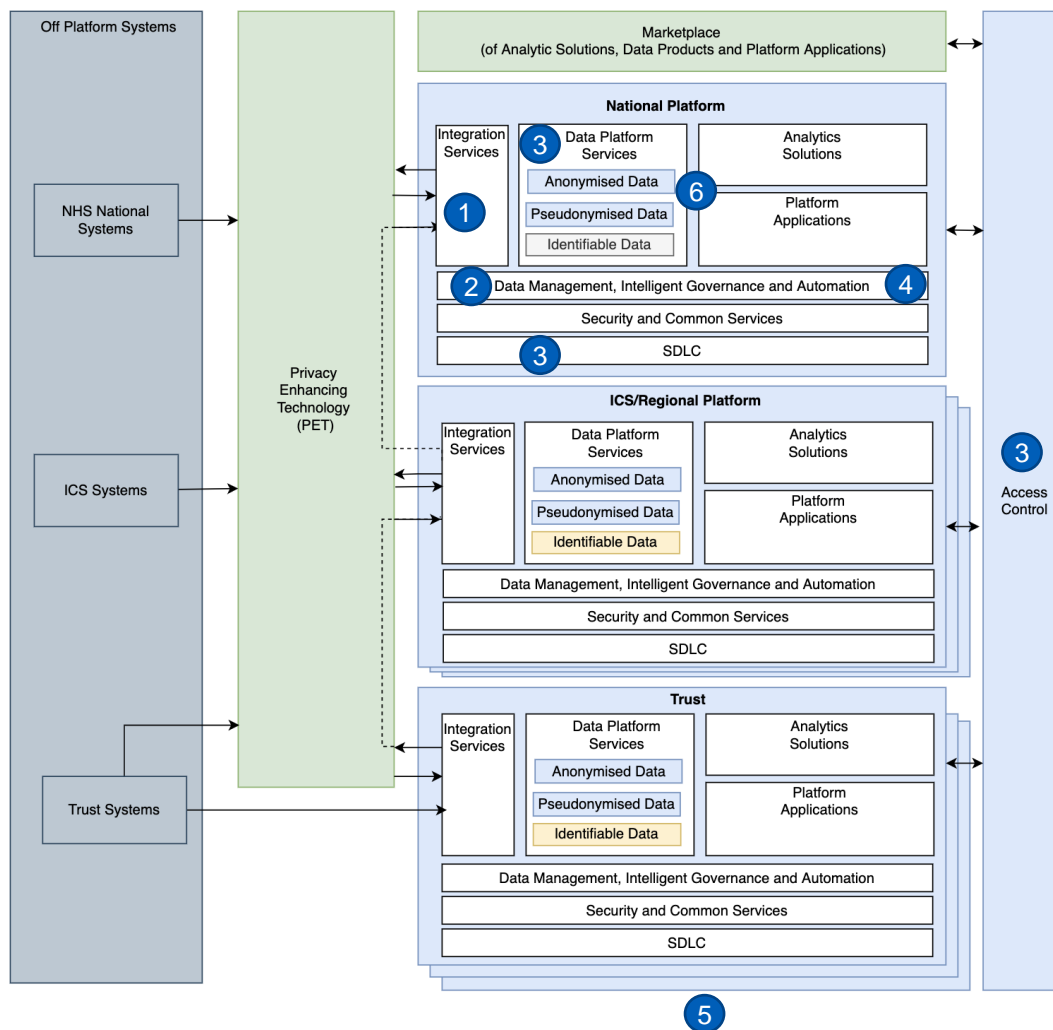 Off Platform Systems
NHS National
Systems
ICS Systems
Trust Systems
Privacy
Enhancing
Technology
(PET)
Marketplace
(of Analytic Solutions, Data Products and Platform Applications)
National Platform
Integration
Services
1
3
Data Platform
Services
Anonymised Data
6
Pseudonymised Data
Identifiable Data
Analytics
Solutions
Platform
Applications
2
Data Management, Intelligent Governance and Automation
4
Security and Common Services
3
SDLC
ICS/Regional Platform
Integration
Services
Data Platform
Services
Anonymised Data
Pseudonymised Data
Identifiable Data
Analytics
Solutions
Platform
Applications
Data Management, Intelligent Governance and Automation
Security and Common Services
SDLC
Trust
Integration
Services
Data Platform
Services
Anonymised Data
Pseudonymised Data
Identifiable Data
Analytics
Solutions
Platform
Applications
Data Management, Intelligent Governance and Automation
Security and Common Services
SDLC
5
3
Access
Control